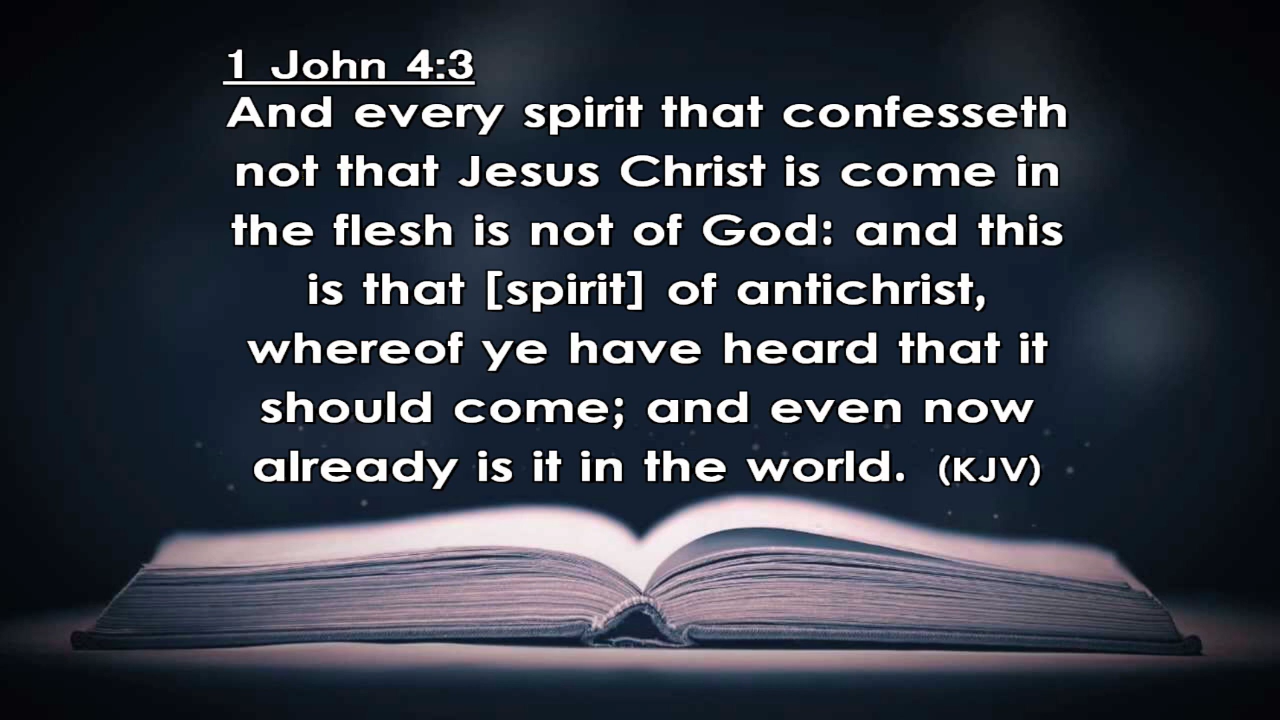 1 John 4:3
And every spirit that confesseth
not that Jesus Christ is come in
the flesh is not of God: and this
is that [spirit] of antichrist,
whereof ye have heard that it
should come; and even now
already is it in the world. (KJV)